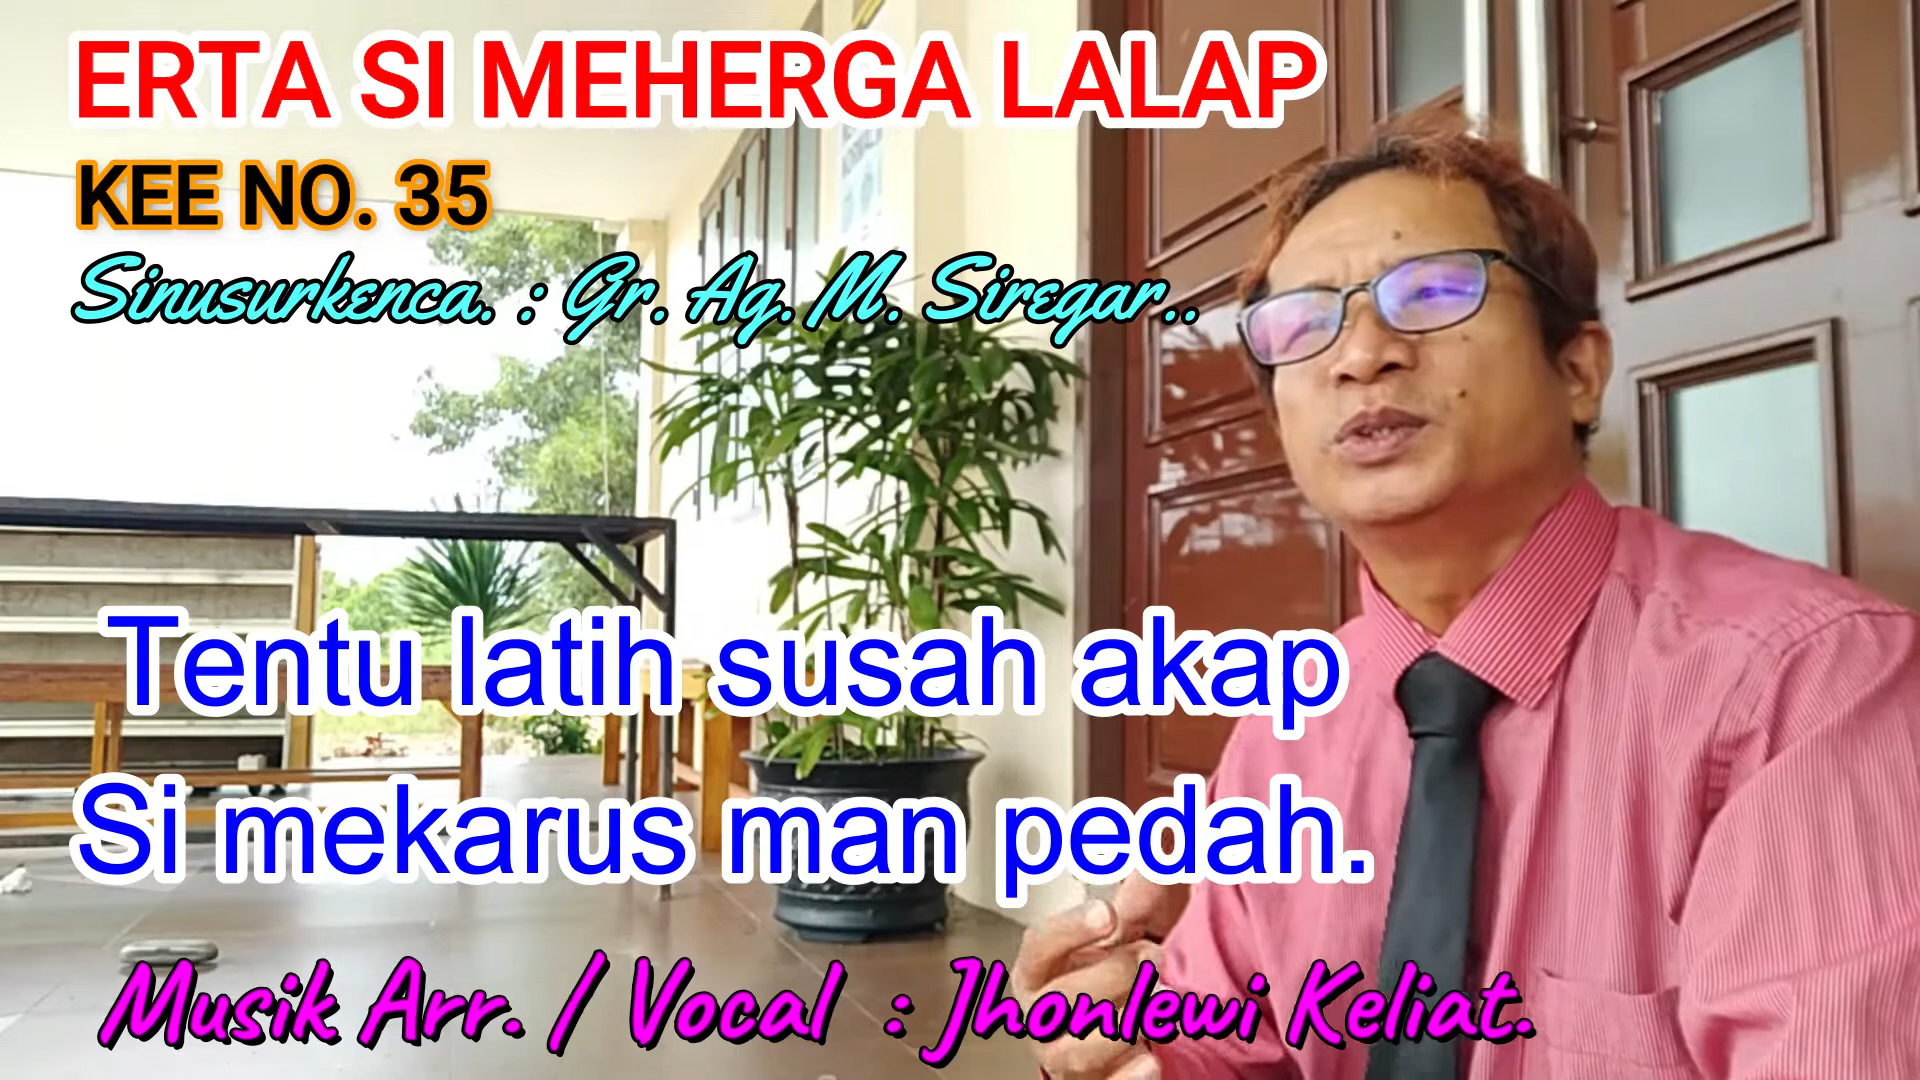 ERTA SI MEHERGA LALAP
KEE NO. 35
Sinusurkenca. : Gr. Ag. M. Siregar..
Tentu latih susah akap
Si mekarus man pedah.
Musik Arr. / Vocal : Jhonlewi Keliat.